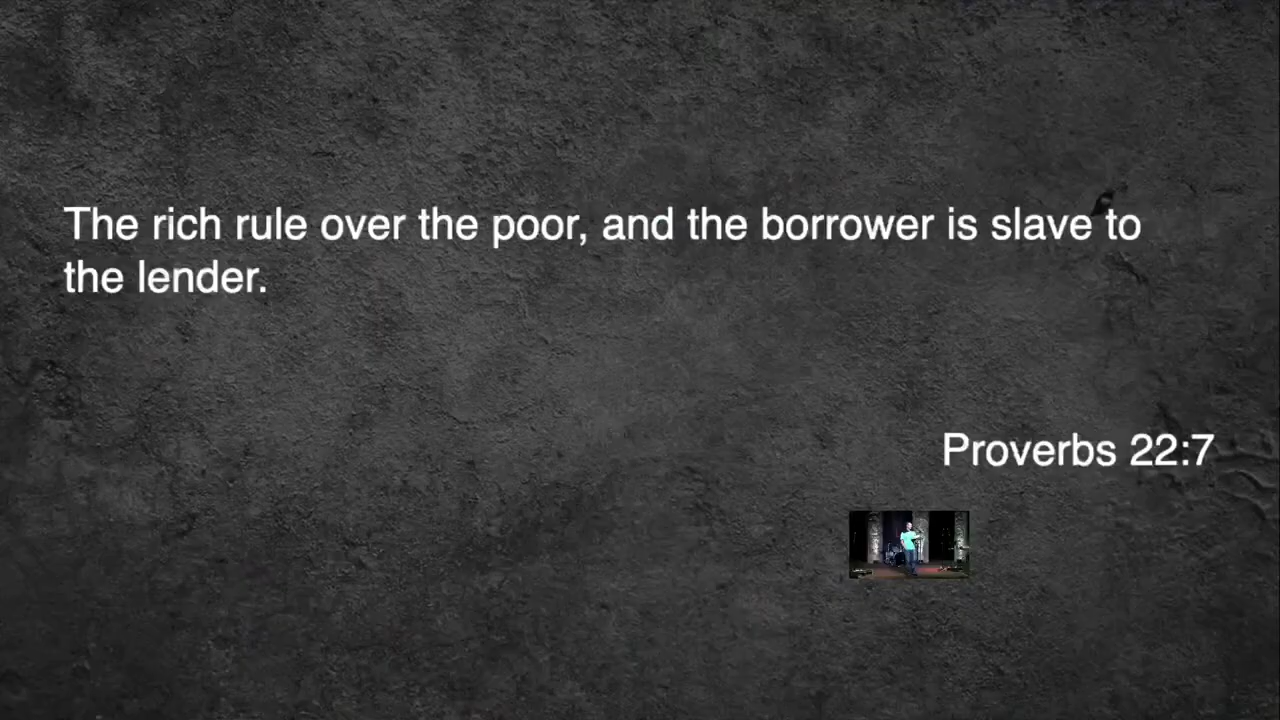 The rich rule over the poor, and the borrower is slave to
the lender.
Proverbs 22:7